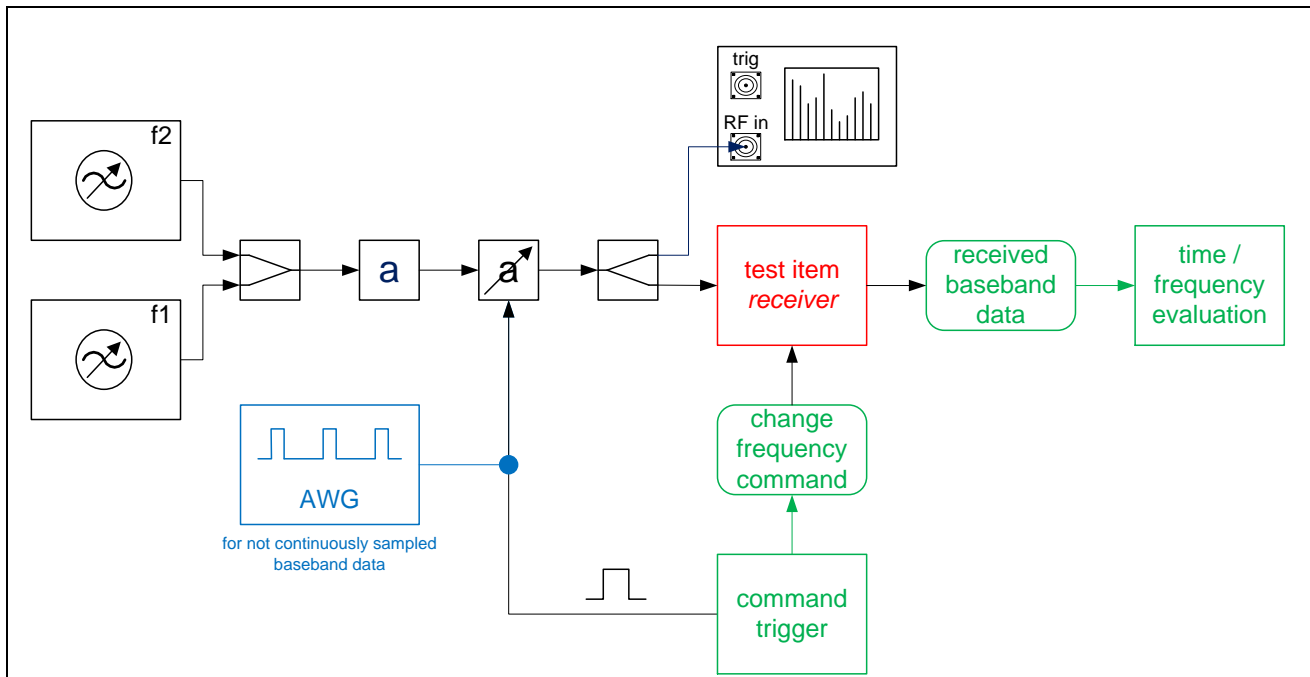 trig
RF in
f2
f1
a
a
test item
receiver
received
baseband
data
time /
frequency
evaluation
AWG
for not continuously sampled
baseband data
change
frequency
command
command
trigger